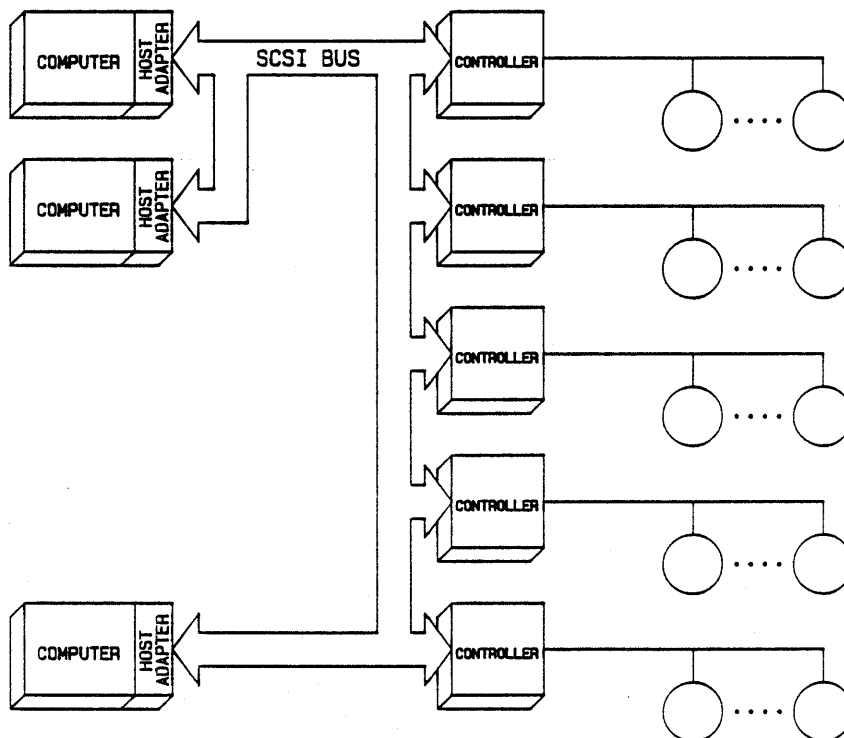 COMPUTER
HOST
ADAPTER
SCSI BUS
CONTROLLER
COMPUTER
HOST
ADAPTER
CONTROLLER
CONTROLLER
CONTROLLER
COMPUTER
HOST
ADAPTER
CONTROLLER